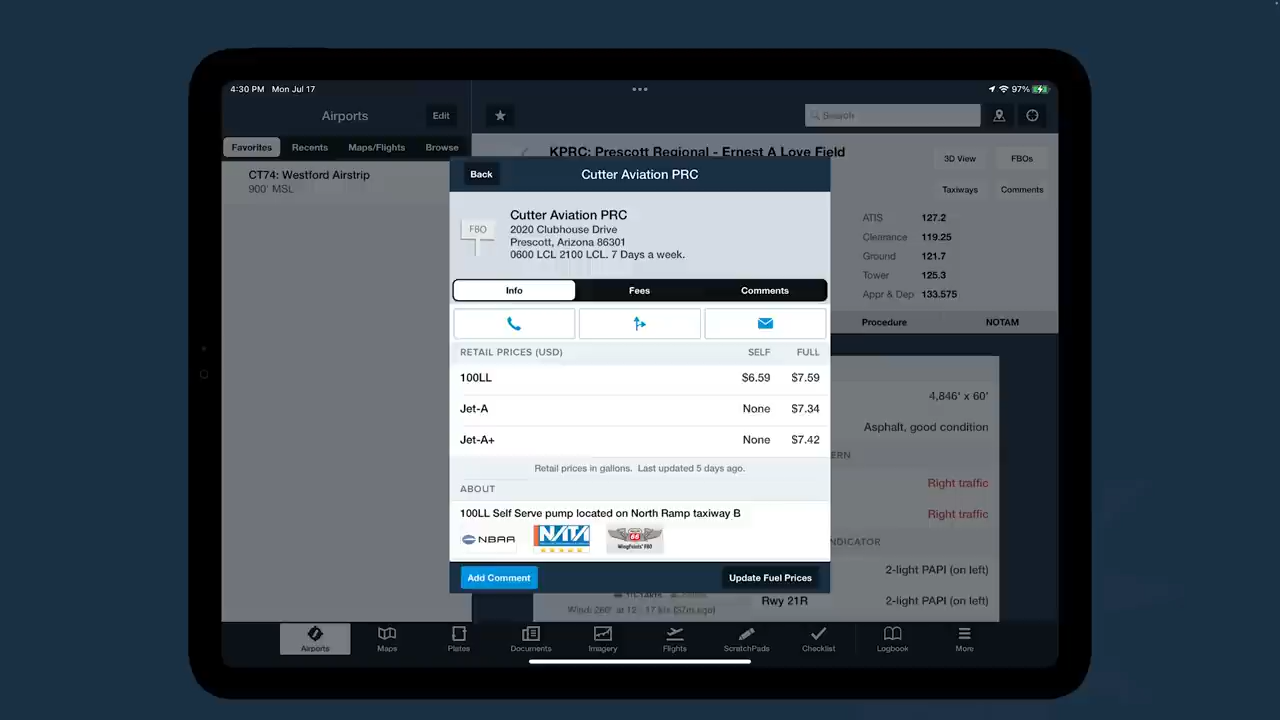 4:30 PM Mon Jul 17
97%
Airports
Edit
Search
Favorites Recents Maps/Flights Browse
CT74: Westford Airstrip
900' MSL
KPRC: Prescott Regional - Ernest A Love Field
3D View FBOs
Taxiways Comments
ATIS 127.2
Clearance 119.25
Ground 121.7
Tower 125.3
Appr & Dep 133.575
Procedure NOTAM
4,846' x 60'
Asphalt, good condition
ERN
Right traffic
Right traffic
INDICATOR
2-light PAPI (on left)
Rwy 21R 2-light PAPI (on left)
Back Cutter Aviation PRC
FBO
Cutter Aviation PRC
2020 Clubhouse Drive
Prescott, Arizona 86301
0600 LCL 2100 LCL. 7 Days a week.
Info Fees Comments
RETAIL PRICES (USD) SELF FULL
100LL $6.59 $7.59
Jet-A None $7.34
Jet-A+ None $7.42
Retail prices in gallons. Last updated 5 days ago.
ABOUT
100LL Self Serve pump located on North Ramp taxiway B
NBAA NATA 66 WingPoints FBO
Add Comment Update Fuel Prices
Airports Maps Plates Documents Imagery Flights ScratchPads Checklist Logbook More